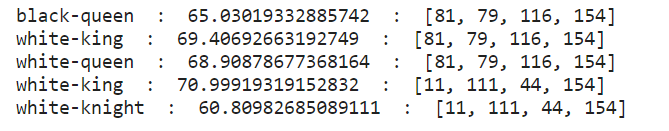 black-queen : 65.03019332885742 : [81, 79, 116, 154]
white-king : 69.40692663192749 : [81, 79, 116, 154]
white-queen : 68.90878677368164 : [81, 79, 116, 154]
white-king : 70.99919319152832 : [11, 111, 44, 154]
white-knight : 60.80982685089111 : [11, 111, 44, 154]